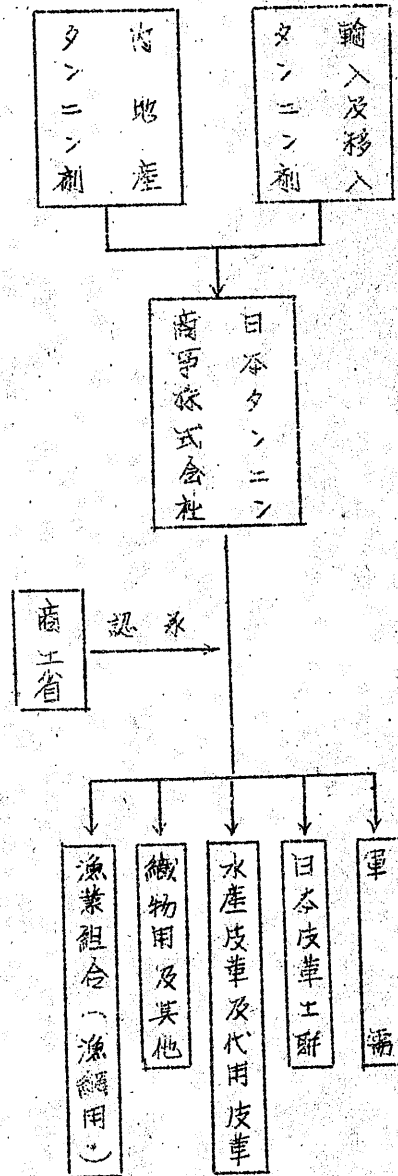 輸入及移入
タンニン剤
内地産
タンニン剤
日本タンニン
商事株式会社
商工省
認承
軍需
日本皮革工聯
水産皮革及代用皮革
織物用及其他
漁業組合(漁網用)